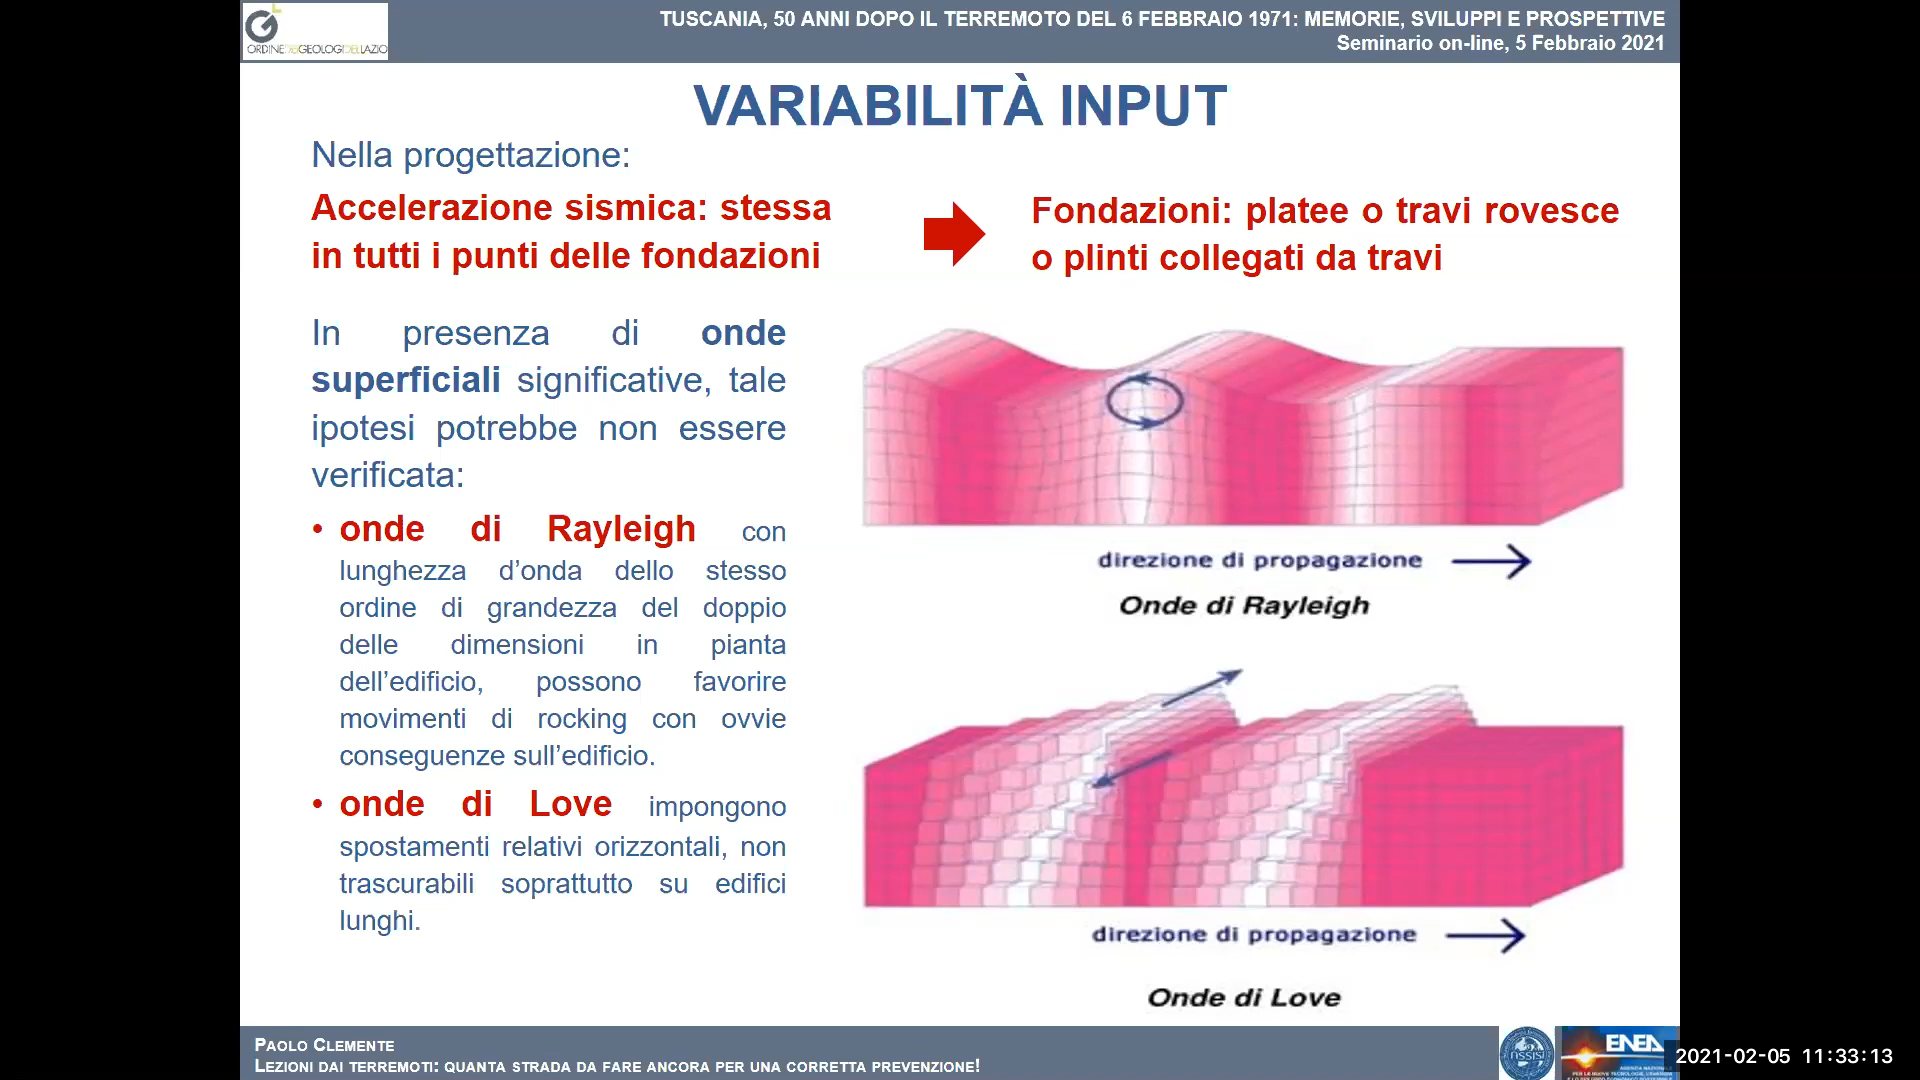 ORDINE DEI GEOLOGI DEL LAZIO
TUSCANIA, 50 ANNI DOPO IL TERREMOTO DEL 6 FEBBRAIO 1971: MEMORIE, SVILUPPI E PROSPETTIVE
Seminario on-line, 5 Febbraio 2021
VARIABILITÀ INPUT
Nella progettazione:
Accelerazione sismica: stessa
in tutti i punti delle fondazioni
Fondazioni: platee o travi rovesce
o plinti collegati da travi
In presenza di onde
superficiali significative, tale
ipotesi potrebbe non essere
verificata:
• onde di Rayleigh con
lunghezza d’onda dello stesso
ordine di grandezza del doppio
delle dimensioni in pianta
dell’edificio, possono favorire
movimenti di rocking con ovvie
conseguenze sull’edificio.
• onde di Love impongono
spostamenti relativi orizzontali, non
trascurabili soprattutto su edifici
lunghi.
direzione di propagazione
Onde di Rayleigh
direzione di propagazione
Onde di Love
PAOLO CLEMENTE
LEZIONI DAI TERREMOTI: QUANTA STRADA DA FARE ANCORA PER UNA CORRETTA PREVENZIONE!
ENEA
2021-02-05 11:33:13